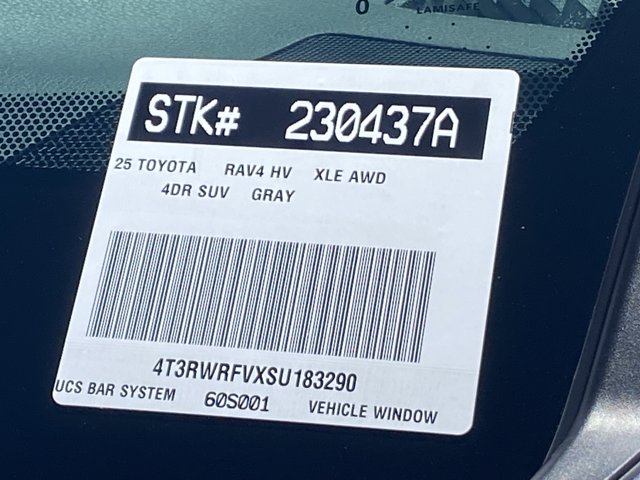 0
LAMISAFE
STK# 230437A
25 TOYOTA RAV4 HV XLE AWD
4DR SUV GRAY
4T3RWRFVXSU183290
UCS BAR SYSTEM 60S001 VEHICLE WINDOW